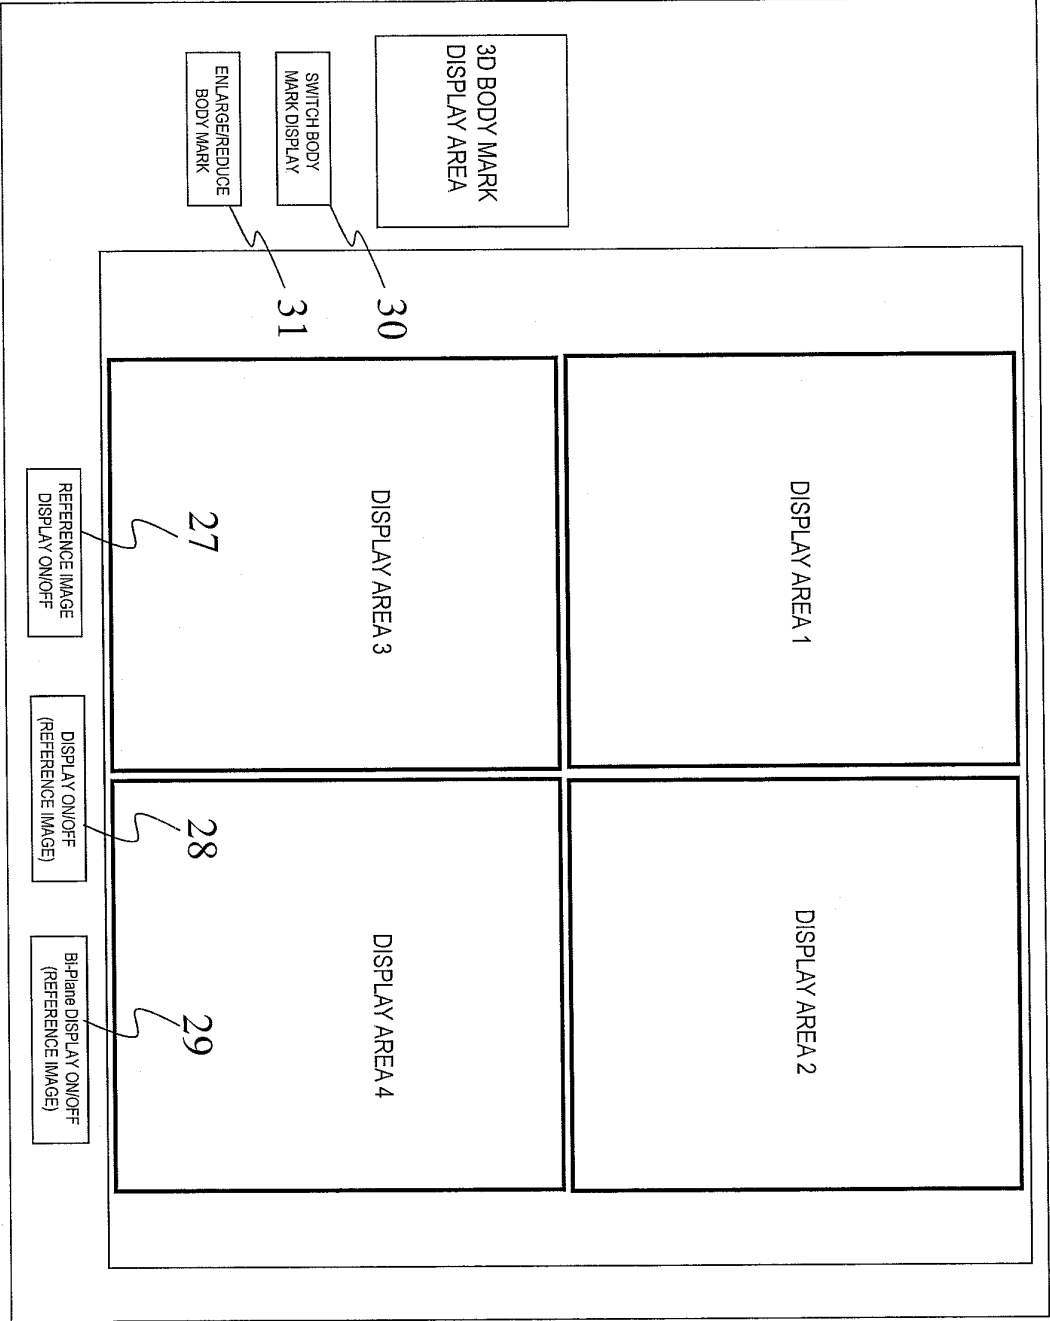 DISPLAY AREA 1
DISPLAY AREA 2
3D BODY MARK
DISPLAY AREA
SWITCH BODY
MARK DISPLAY
30
ENLARGE/REDUCE
BODY MARK
31
DISPLAY AREA 3
DISPLAY AREA 4
27
28
29
REFERENCE IMAGE
DISPLAY ON/OFF
DISPLAY ON/OFF
(REFERENCE IMAGE)
Bi-Plane DISPLAY ON/OFF
(REFERENCE IMAGE)